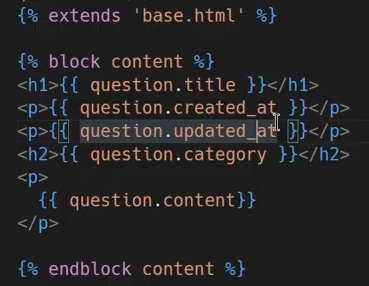 {% extends 'base.html' %}
{% block content %}
<h1>{{ question.title }}</h1>
<p>{{ question.created_at }}</p>
<p>{{ question.updated_at }}</p>
<h2>{{ question.category }}</h2>
<p>
{{ question.content}}
</p>
{% endblock content %}